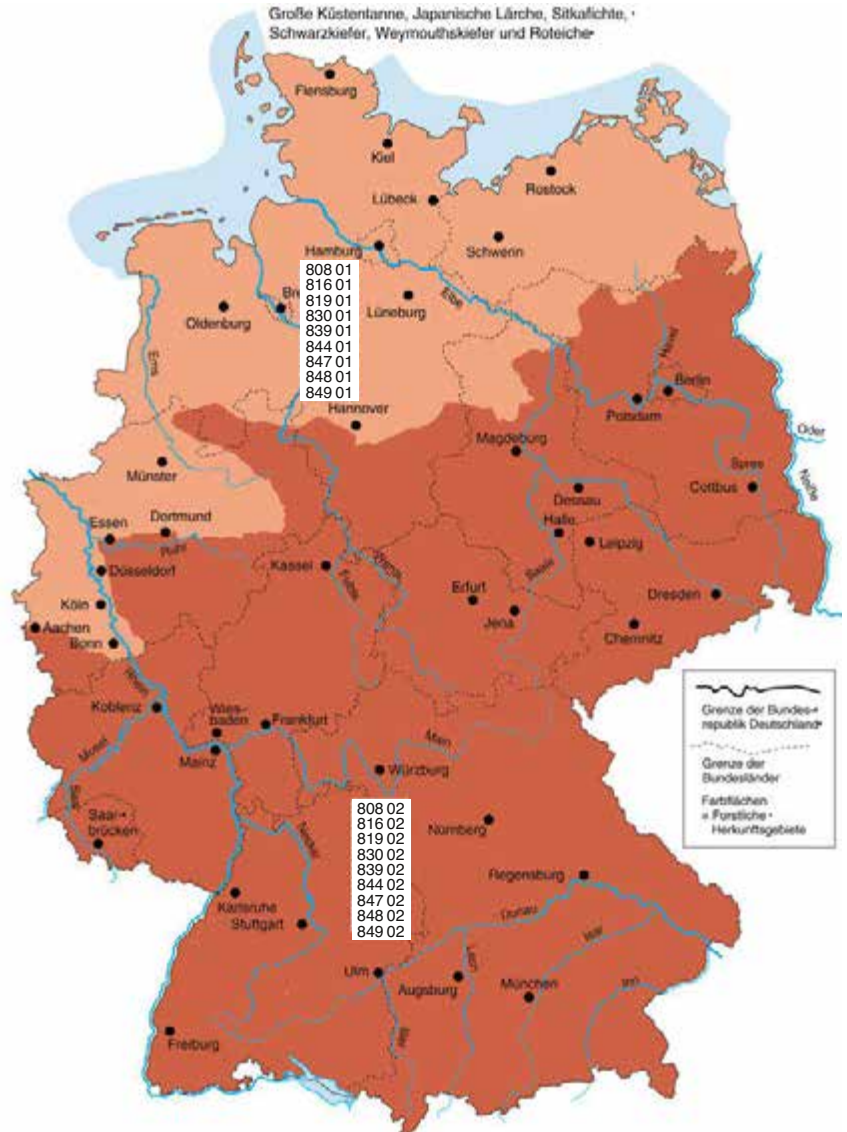 Große Küstentanne, Japanische Lärche, Sitkafichte,
Schwarzkiefer, Weymouthskiefer und Roteiche
Flensburg
Kiel
Rostock
Lübeck
Schwerin
Hamburg
808 01
816 01
819 01
830 01
839 01
844 01
847 01
848 01
849 01
Bre
Lüneburg
Elbe
Oldenburg
Ems
Havel
Berlin
Potsdam
Hannover
Oder
Magdeburg
Münster
Spree
Cottbus
Neiße
Dessau
Essen
Dortmund
Halle
Ruhr
Leipzig
Düsseldorf
Kassel
Fulda
Werra
Saale
Erfurt
Dresden
Köln
Jena
Chemnitz
Aachen
Bonn
Rhein
Koblenz
Wies-
baden
Frankfurt
Grenze der Bundes-
republik Deutschland
Mosel
Mainz
Main
Würzburg
Grenze der
Bundesländer
Saar
Farbflächen
= Forstliche
Herkunftsgebiete
808 02
816 02
819 02
830 02
839 02
844 02
847 02
848 02
849 02
Saar-
brücken
Neckar
Nürnberg
Regensburg
Karlsruhe
Stuttgart
Donau
Ulm
Augsburg
Lech
Isar
München
Inn
Iller
Freiburg